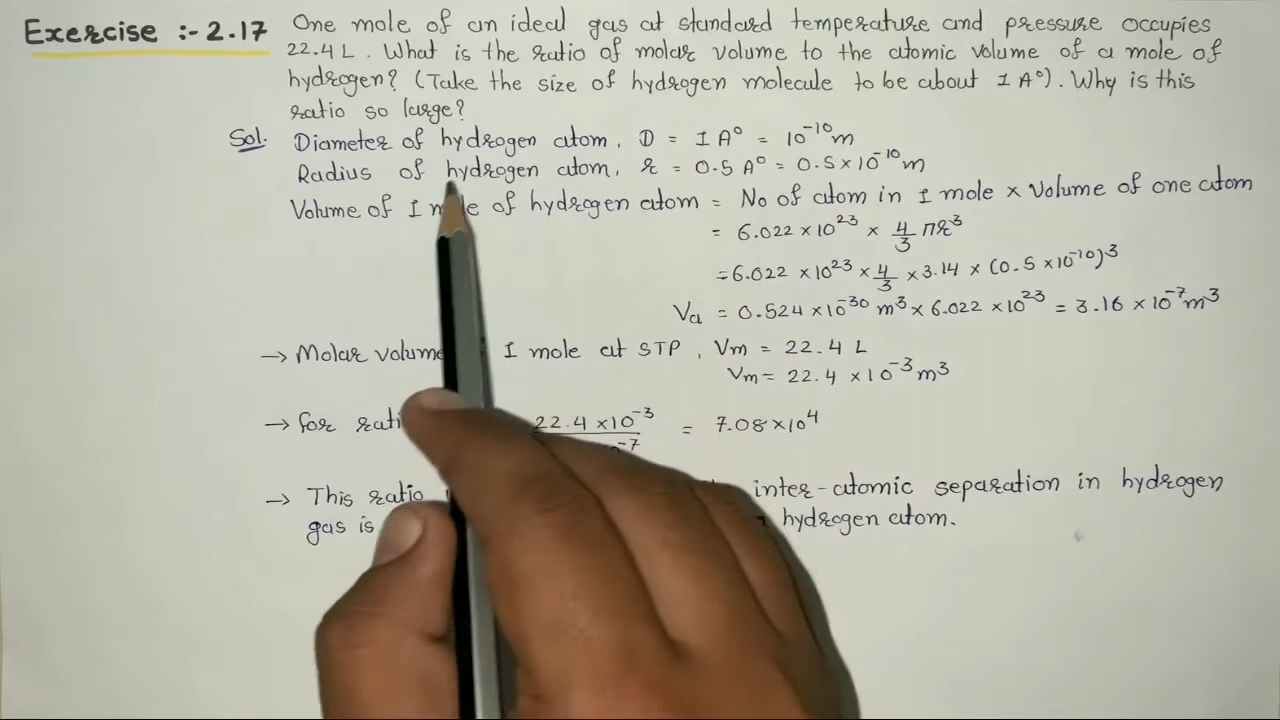 Exercise :- 2.17
One mole of an ideal gas at standard temperature and pressure occupies
22.4 L. What is the ratio of molar volume to the atomic volume of a mole of
hydrogen? (Take the size of hydrogen molecule to be about 1 A°). Why is this
ratio so large?
Sol. Diameter of hydrogen atom, D = 1 A° = 10⁻¹⁰ m
Radius of hydrogen atom, r = 0.5 A° = 0.5 × 10⁻¹⁰ m
Volume of 1 mole of hydrogen atom = No of atom in 1 mole × Volume of one atom
= 6.022 × 10²³ × 4/3 πr³
= 6.022 × 10²³ × 4/3 × 3.14 × (0.5 × 10⁻¹⁰)³
Va = 0.524 × 10⁻³⁰ m³ × 6.022 × 10²³ = 3.16 × 10⁻⁷ m³
→ Molar volume 1 mole at STP, Vm = 22.4 L
Vm = 22.4 × 10⁻³ m³
→ for 22.4 × 10⁻³ / ⁻⁷ = 7.08 × 10⁴
→ This ratio inter-atomic separation in hydrogen
gas is hydrogen atom.